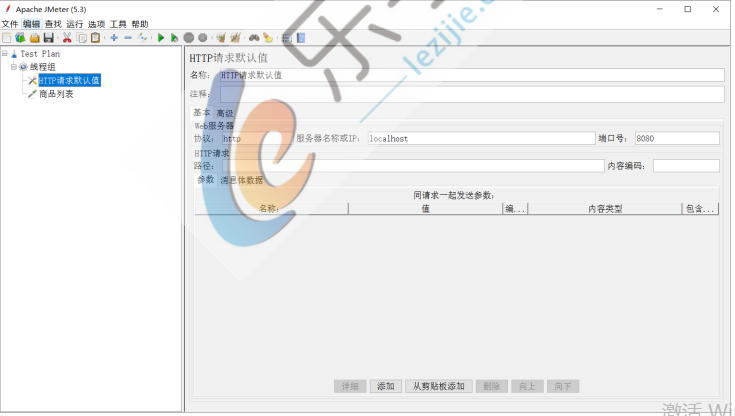 Apache JMeter (5.3)
文件 编辑 查找 运行 选项 工具 帮助
Test Plan
线程组
HTTP请求默认值
商品列表
HTTP请求默认值
名称: HTTP请求默认值
注释:
基本 高级
Web服务器
协议: http 服务器名称或IP: localhost 端口号: 8080
HTTP请求
路径: 内容编码:
参数 消息体数据
同请求一起发送参数:
名称: 值 编... 内容类型 包含...
详细 添加 从剪贴板添加 删除 向上 向下
lezijie.c
激活 Wi